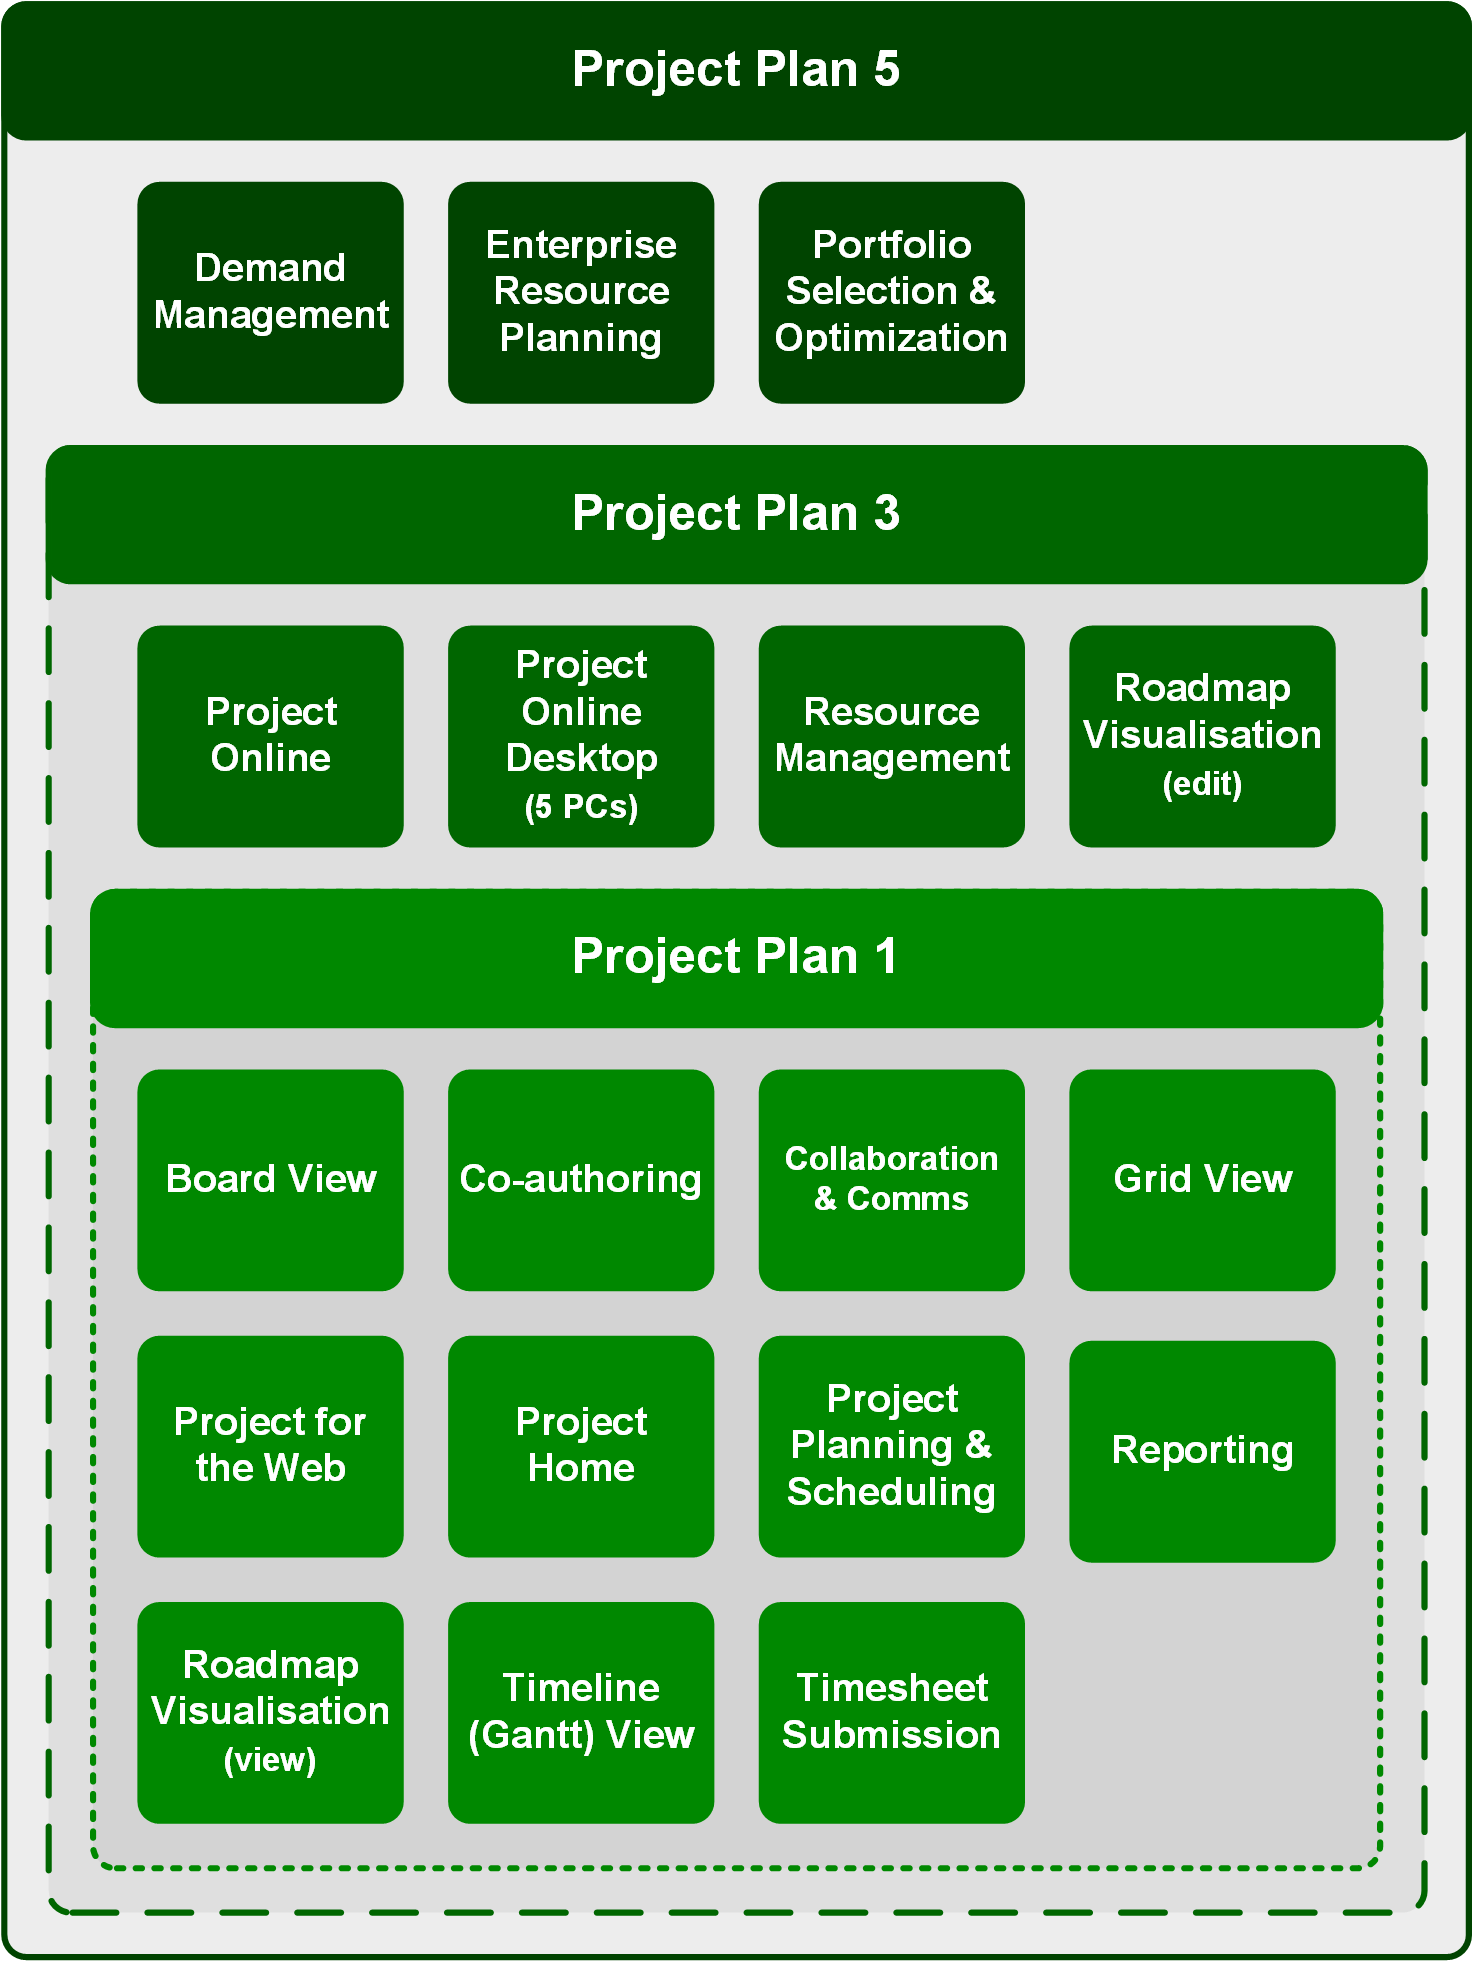 Project Plan 5
Demand
Management
Enterprise
Resource
Planning
Portfolio
Selection &
Optimization
Project Plan 3
Project
Online
Project
Online
Desktop
(5 PCs)
Resource
Management
Roadmap
Visualisation
(edit)
Project Plan 1
Board View
Co-authoring
Collaboration
& Comms
Grid View
Project for
the Web
Project
Home
Project
Planning &
Scheduling
Reporting
Roadmap
Visualisation
(view)
Timeline
(Gantt) View
Timesheet
Submission